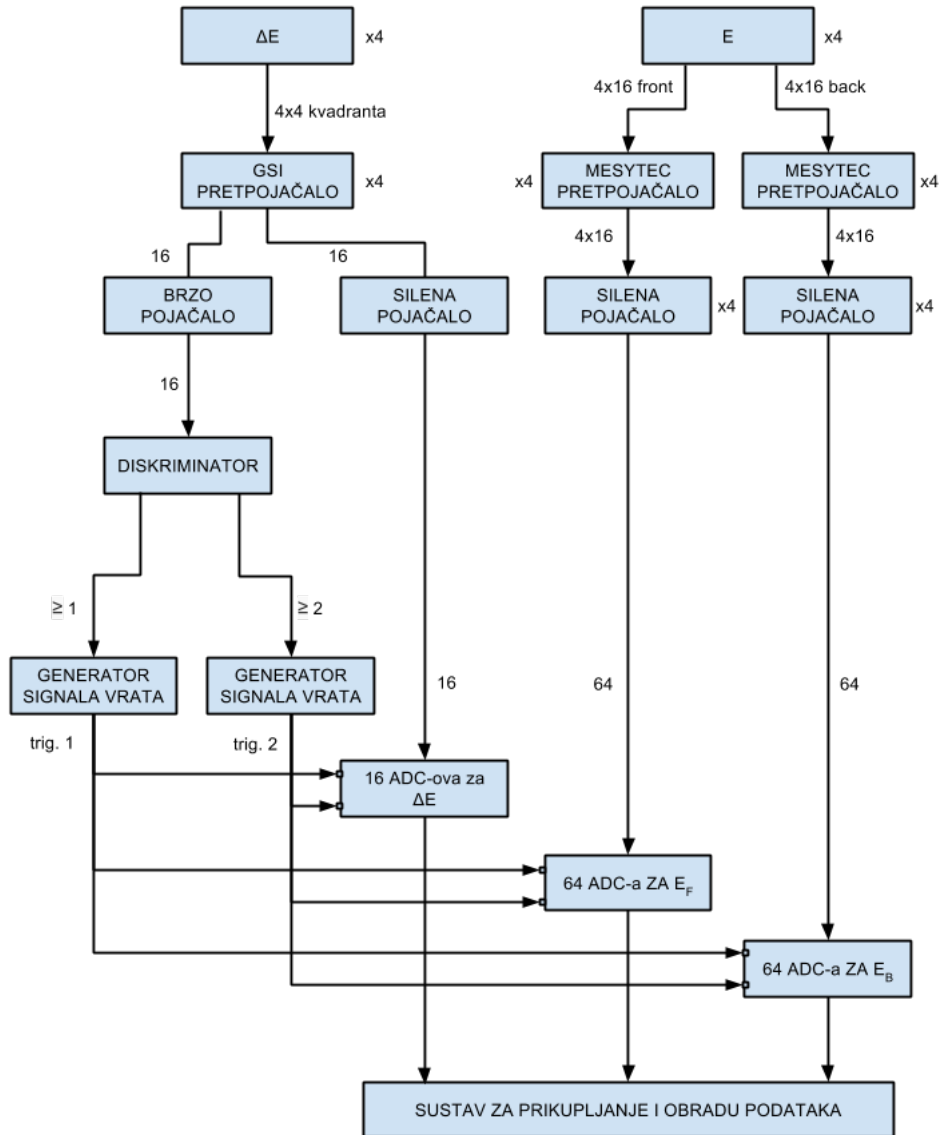 ΔE
x4
E
x4
4x4 kvadranta
4x16 front
4x16 back
GSI
PRETPOJAČALO
x4
x4
MESYTEC
PRETPOJAČALO
MESYTEC
PRETPOJAČALO
x4
16
16
4x16
4x16
BRZO
POJAČALO
SILENA
POJAČALO
SILENA
POJAČALO
x4
SILENA
POJAČALO
x4
16
DISKRIMINATOR
≥ 1
≥ 2
GENERATOR
SIGNALA VRATA
GENERATOR
SIGNALA VRATA
16
64
64
trig. 1
trig. 2
16 ADC-ova za
ΔE
64 ADC-a ZA E_F
64 ADC-a ZA E_B
SUSTAV ZA PRIKUPLJANJE I OBRADU PODATAKA